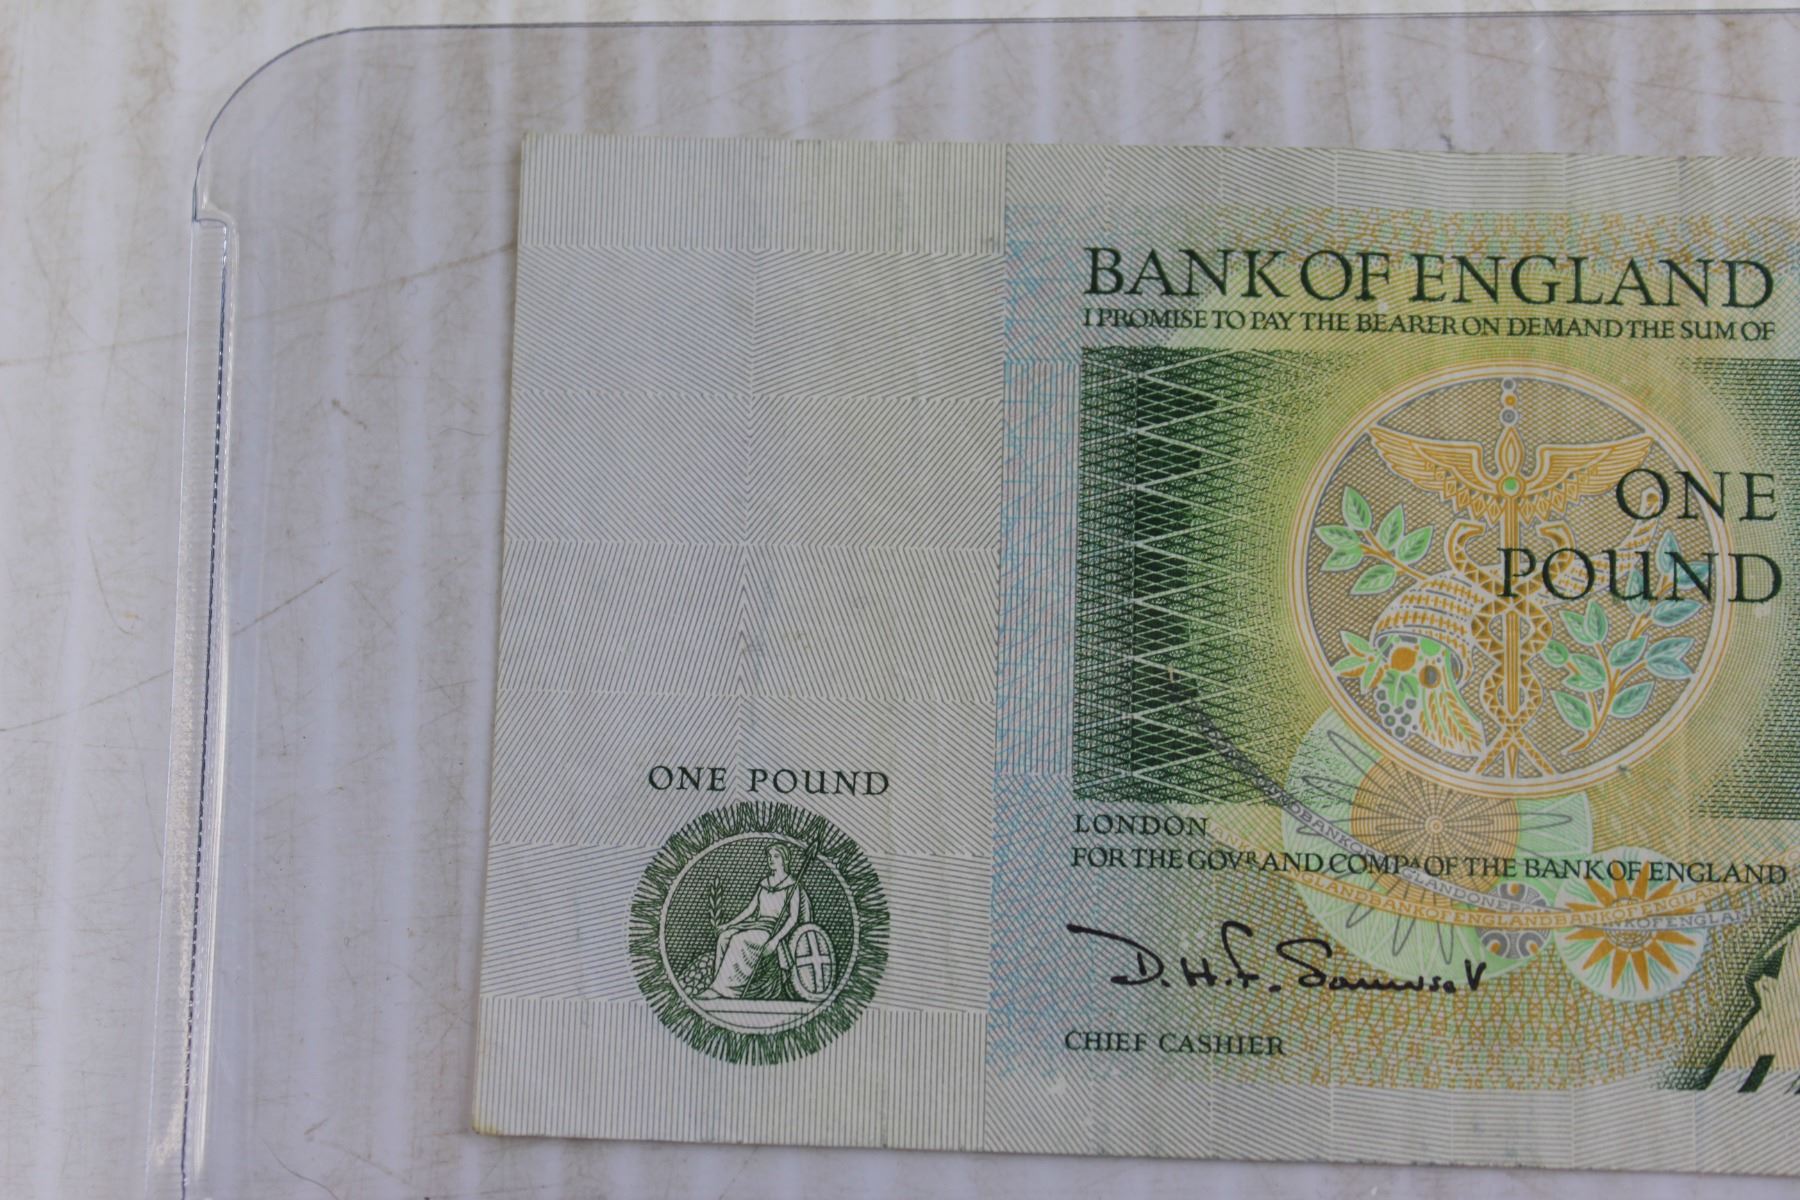 BANK OF ENGLAND
I PROMISE TO PAY THE BEARER ON DEMAND THE SUM OF
ONE
POUND
ONE POUND
LONDON
FOR THE GOVR AND COMPA OF THE BANK OF ENGLAND
D.H.F. Somerset
CHIEF CASHIER